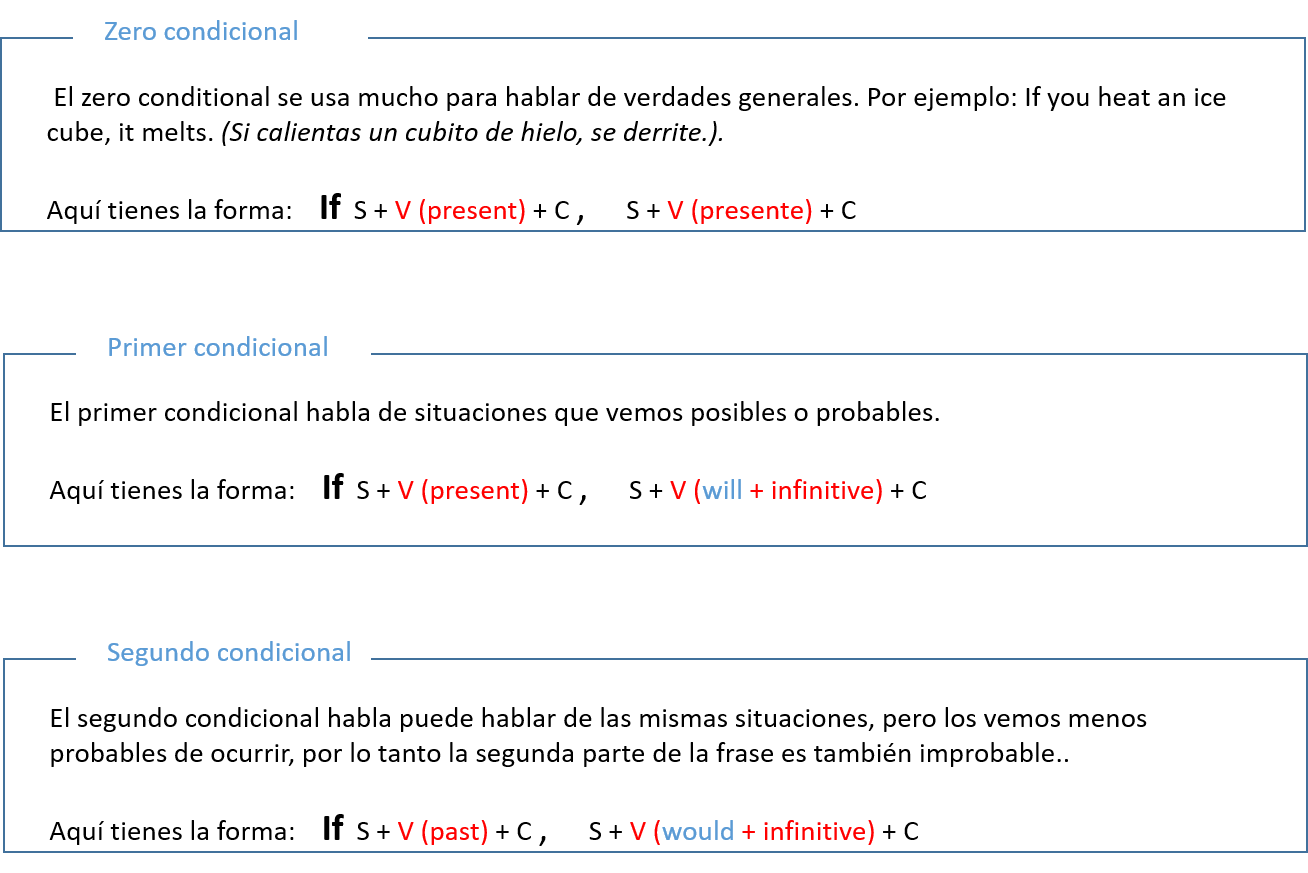 Zero condicional
El zero conditional se usa mucho para hablar de verdades generales. Por ejemplo: If you heat an ice
cube, it melts. (Si calientas un cubito de hielo, se derrite.).
Aquí tienes la forma: If S + V (present) + C , S + V (presente) + C
Primer condicional
El primer condicional habla de situaciones que vemos posibles o probables.
Aquí tienes la forma: If S + V (present) + C , S + V (will + infinitive) + C
Segundo condicional
El segundo condicional habla puede hablar de las mismas situaciones, pero los vemos menos
probables de ocurrir, por lo tanto la segunda parte de la frase es también improbable..
Aquí tienes la forma: If S + V (past) + C , S + V (would + infinitive) + C